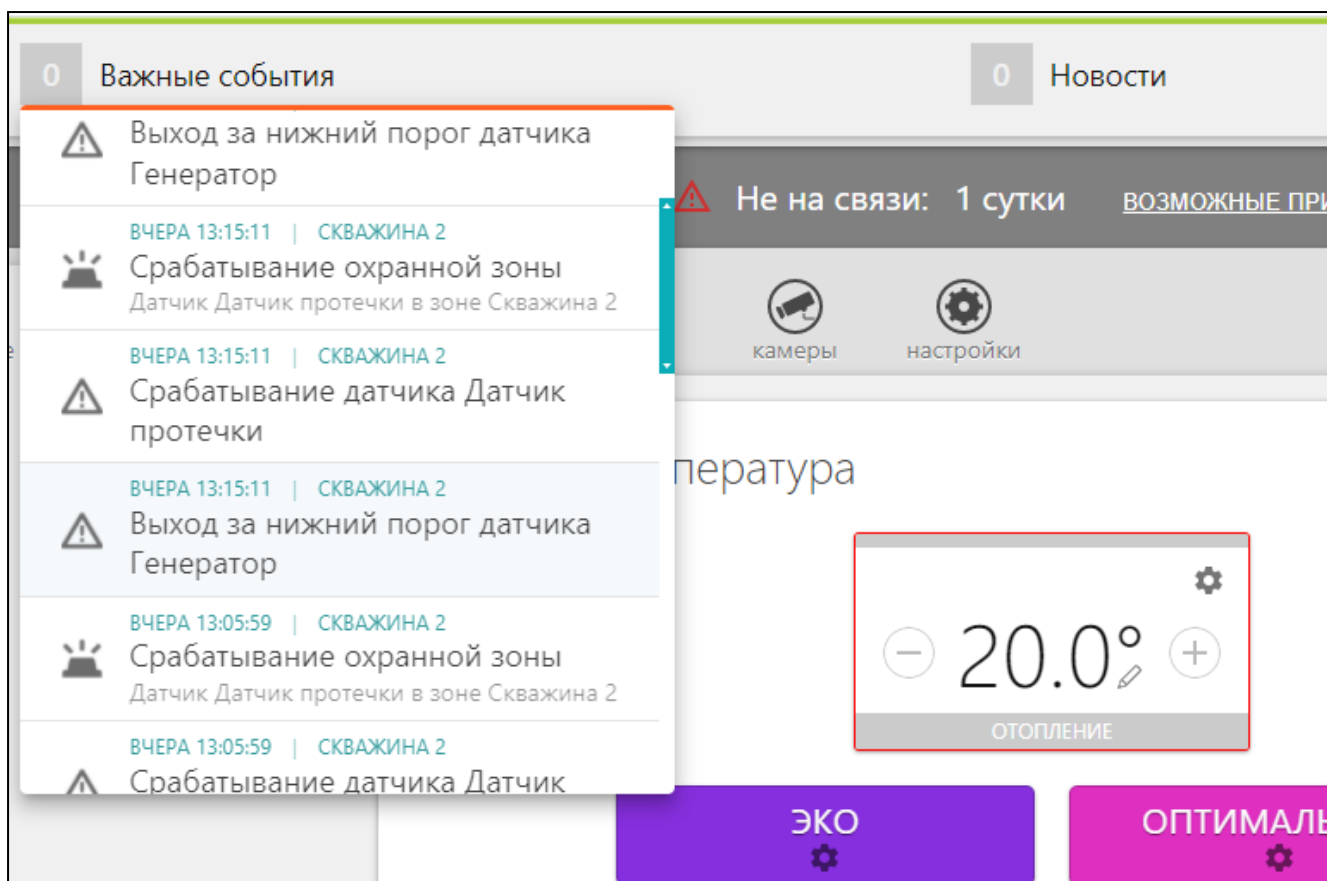 0 Важные события
0 Новости
Выход за нижний порог датчика
Генератор
ВЧЕРА 13:15:11 | СКВАЖИНА 2
Срабатывание охранной зоны
Датчик Датчик протечки в зоне Скважина 2
ВЧЕРА 13:15:11 | СКВАЖИНА 2
Срабатывание датчика Датчик
протечки
ВЧЕРА 13:15:11 | СКВАЖИНА 2
Выход за нижний порог датчика
Генератор
ВЧЕРА 13:05:59 | СКВАЖИНА 2
Срабатывание охранной зоны
Датчик Датчик протечки в зоне Скважина 2
ВЧЕРА 13:05:59 | СКВАЖИНА 2
Срабатывание датчика Датчик
Не на связи: 1 сутки ВОЗМОЖНЫЕ ПРИ
камеры настройки
пература
20.0°
ОТОПЛЕНИЕ
ЭКО
ОПТИМАЛЬ